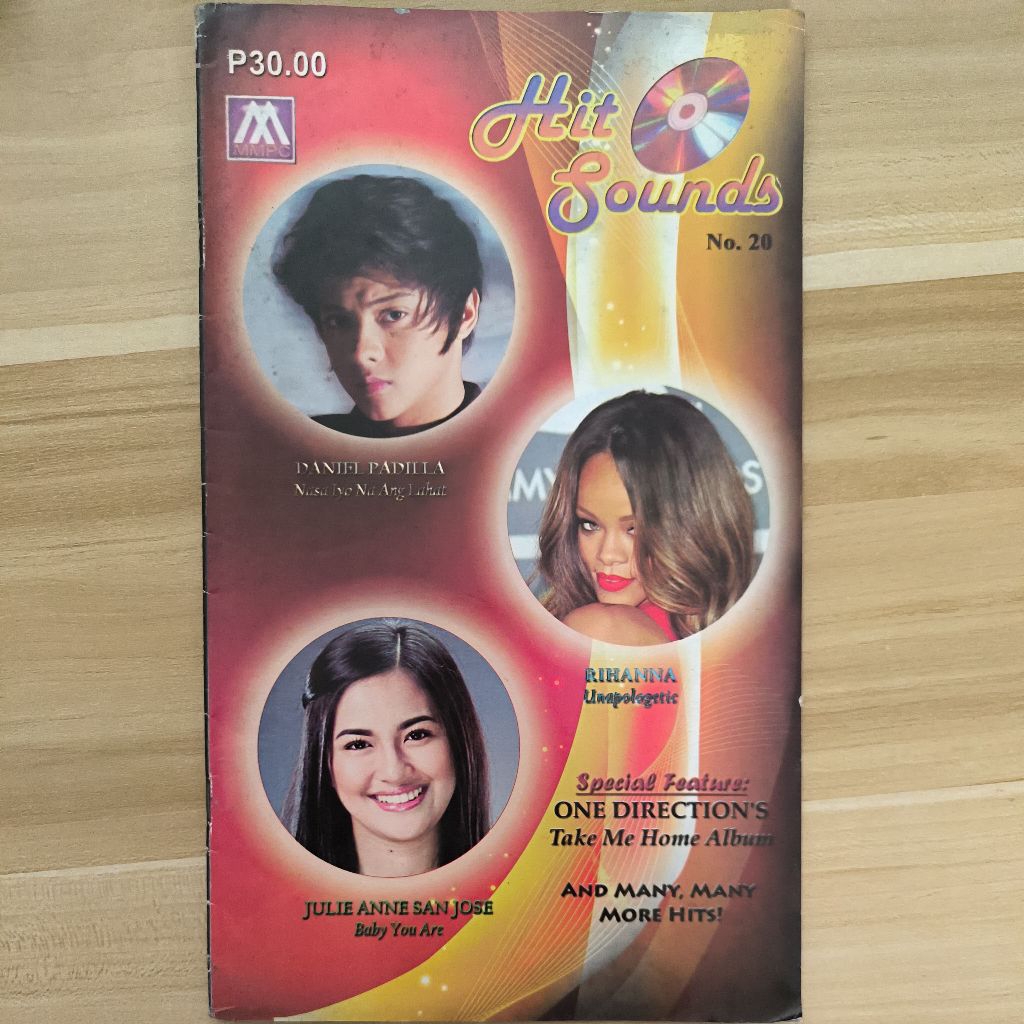 P30.00
MMPC
Hit
Sounds
No. 20
DANIEL PADILLA
Nasa Iyo Na Ang Lahat
MY
S
RIHANNA
Unapologetic
Special Feature:
ONE DIRECTION'S
Take Me Home Album
AND MANY, MANY
MORE HITS!
JULIE ANNE SAN JOSE
Baby You Are